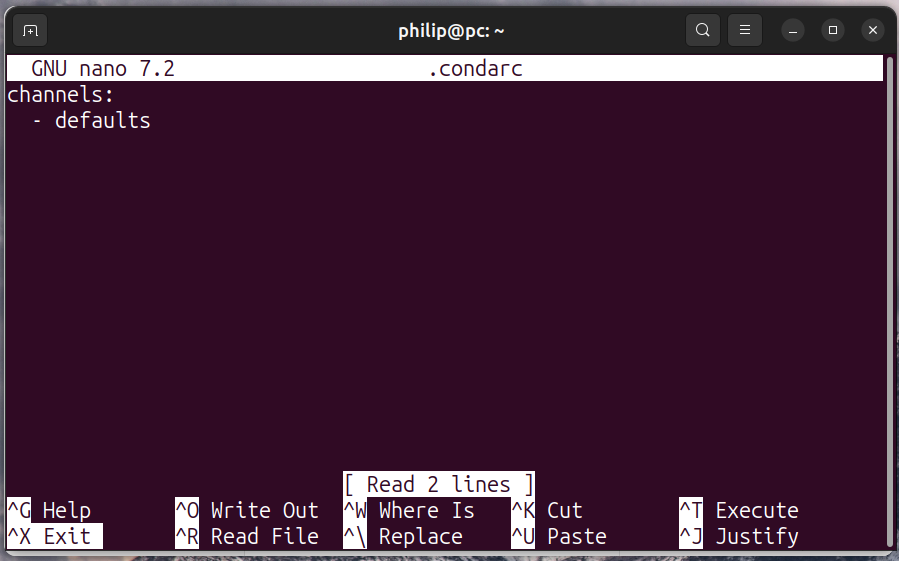 philip@pc: ~
GNU nano 7.2 .condarc
channels:
  - defaults
[ Read 2 lines ]
^G Help ^O Write Out ^W Where Is ^K Cut ^T Execute
^X Exit ^R Read File ^\ Replace ^U Paste ^J Justify